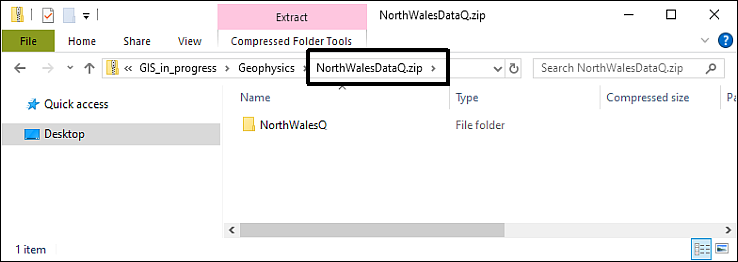 Extract NorthWalesDataQ.zip
File Home Share View Compressed Folder Tools
« GIS_in_progress Geophysics NorthWalesDataQ.zip Search NorthWalesDataQ.zip
Quick access
Desktop
Name Type Compressed size Pa
NorthWalesQ File folder
1 item